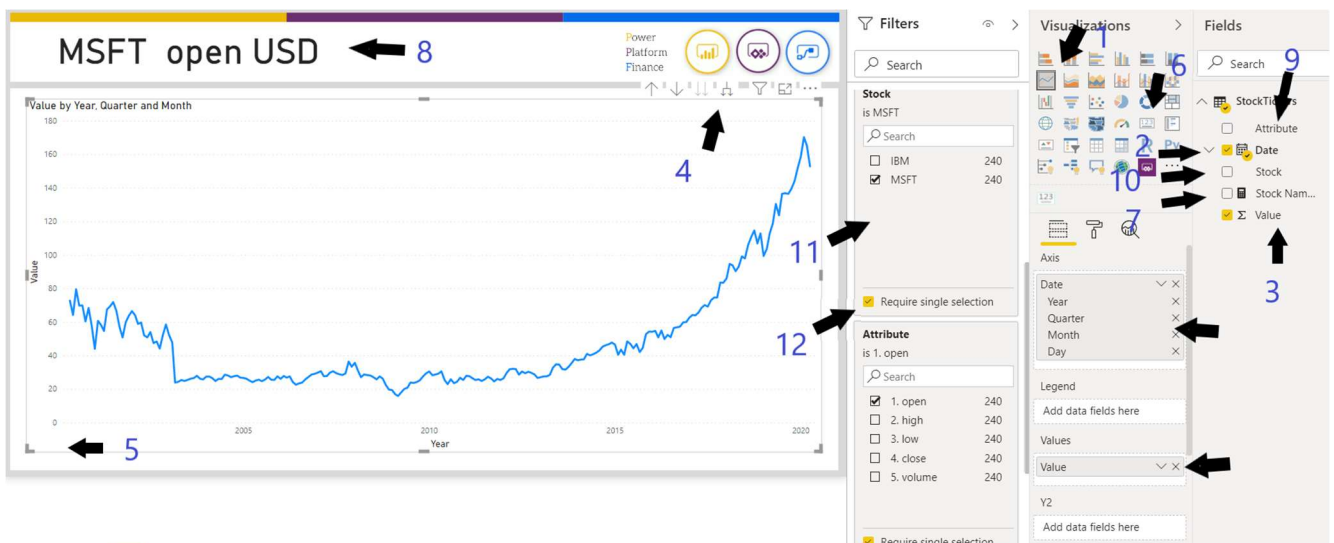 MSFT open USD
8
Power
Platform
Finance
Value by Year, Quarter and Month
180
160
140
120
100
80
60
40
20
0
Value
2005
2010
2015
2020
Year
4
5
Filters
Search
Stock
is MSFT
Search
IBM 240
MSFT 240
11
Require single selection
12
Attribute
is 1. open
Search
1. open 240
2. high 240
3. low 240
4. close 240
5. volume 240
Require single selection
Visualizations
1
6
R Py
2
10
123
7
Axis
Date
Year
Quarter
Month
Day
Legend
Add data fields here
Values
Value
Y2
Add data fields here
Fields
Search
9
StockTickers
Attribute
Date
Stock
Stock Nam...
Value
3